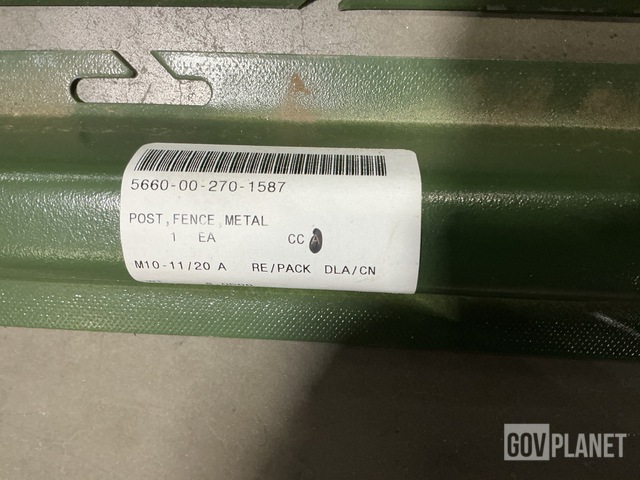 5660-00-270-1587
POST,FENCE,METAL
1 EA CC A
M10-11/20 A RE/PACK DLA/CN
GOVPLANET